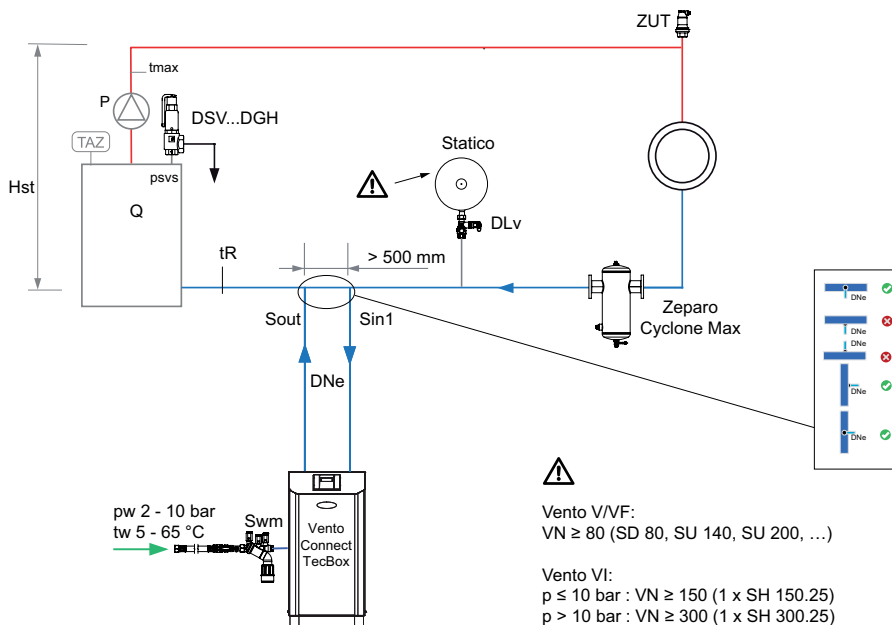 ZUT
tmax
P
DSV...DGH
TAZ
psvs
Hst
Q
Statico
DLv
tR
> 500 mm
Sout
Sin1
Zeparo
Cyclone Max
DNe
DNe
DNe
DNe
DNe
DNe
pw 2 - 10 bar
tw 5 - 65 °C
Swm
Vento
Connect
TecBox
Vento V/VF:
VN ≥ 80 (SD 80, SU 140, SU 200, …)
Vento VI:
p ≤ 10 bar : VN ≥ 150 (1 x SH 150.25)
p > 10 bar : VN ≥ 300 (1 x SH 300.25)